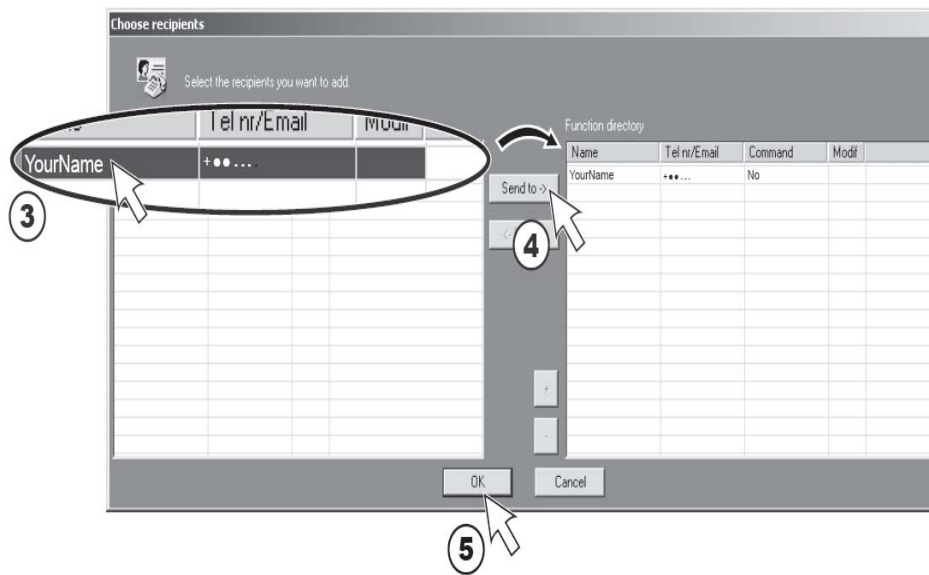 Choose recipients
Select the recipients you want to add.
Tel nr/Email Modif
YourName +●●....
3
Send to ->
4
Function directory
Name Tel nr/Email Command Modif
YourName +●●... No
+
-
OK Cancel
5